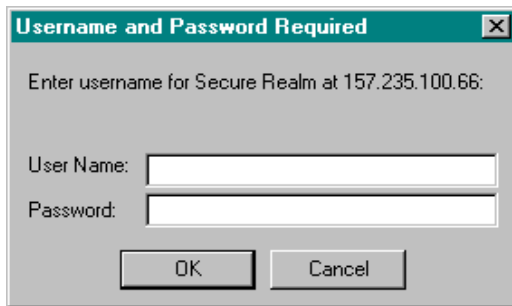 Username and Password Required
Enter username for Secure Realm at 157.235.100.66:
User Name:
Password:
OK Cancel